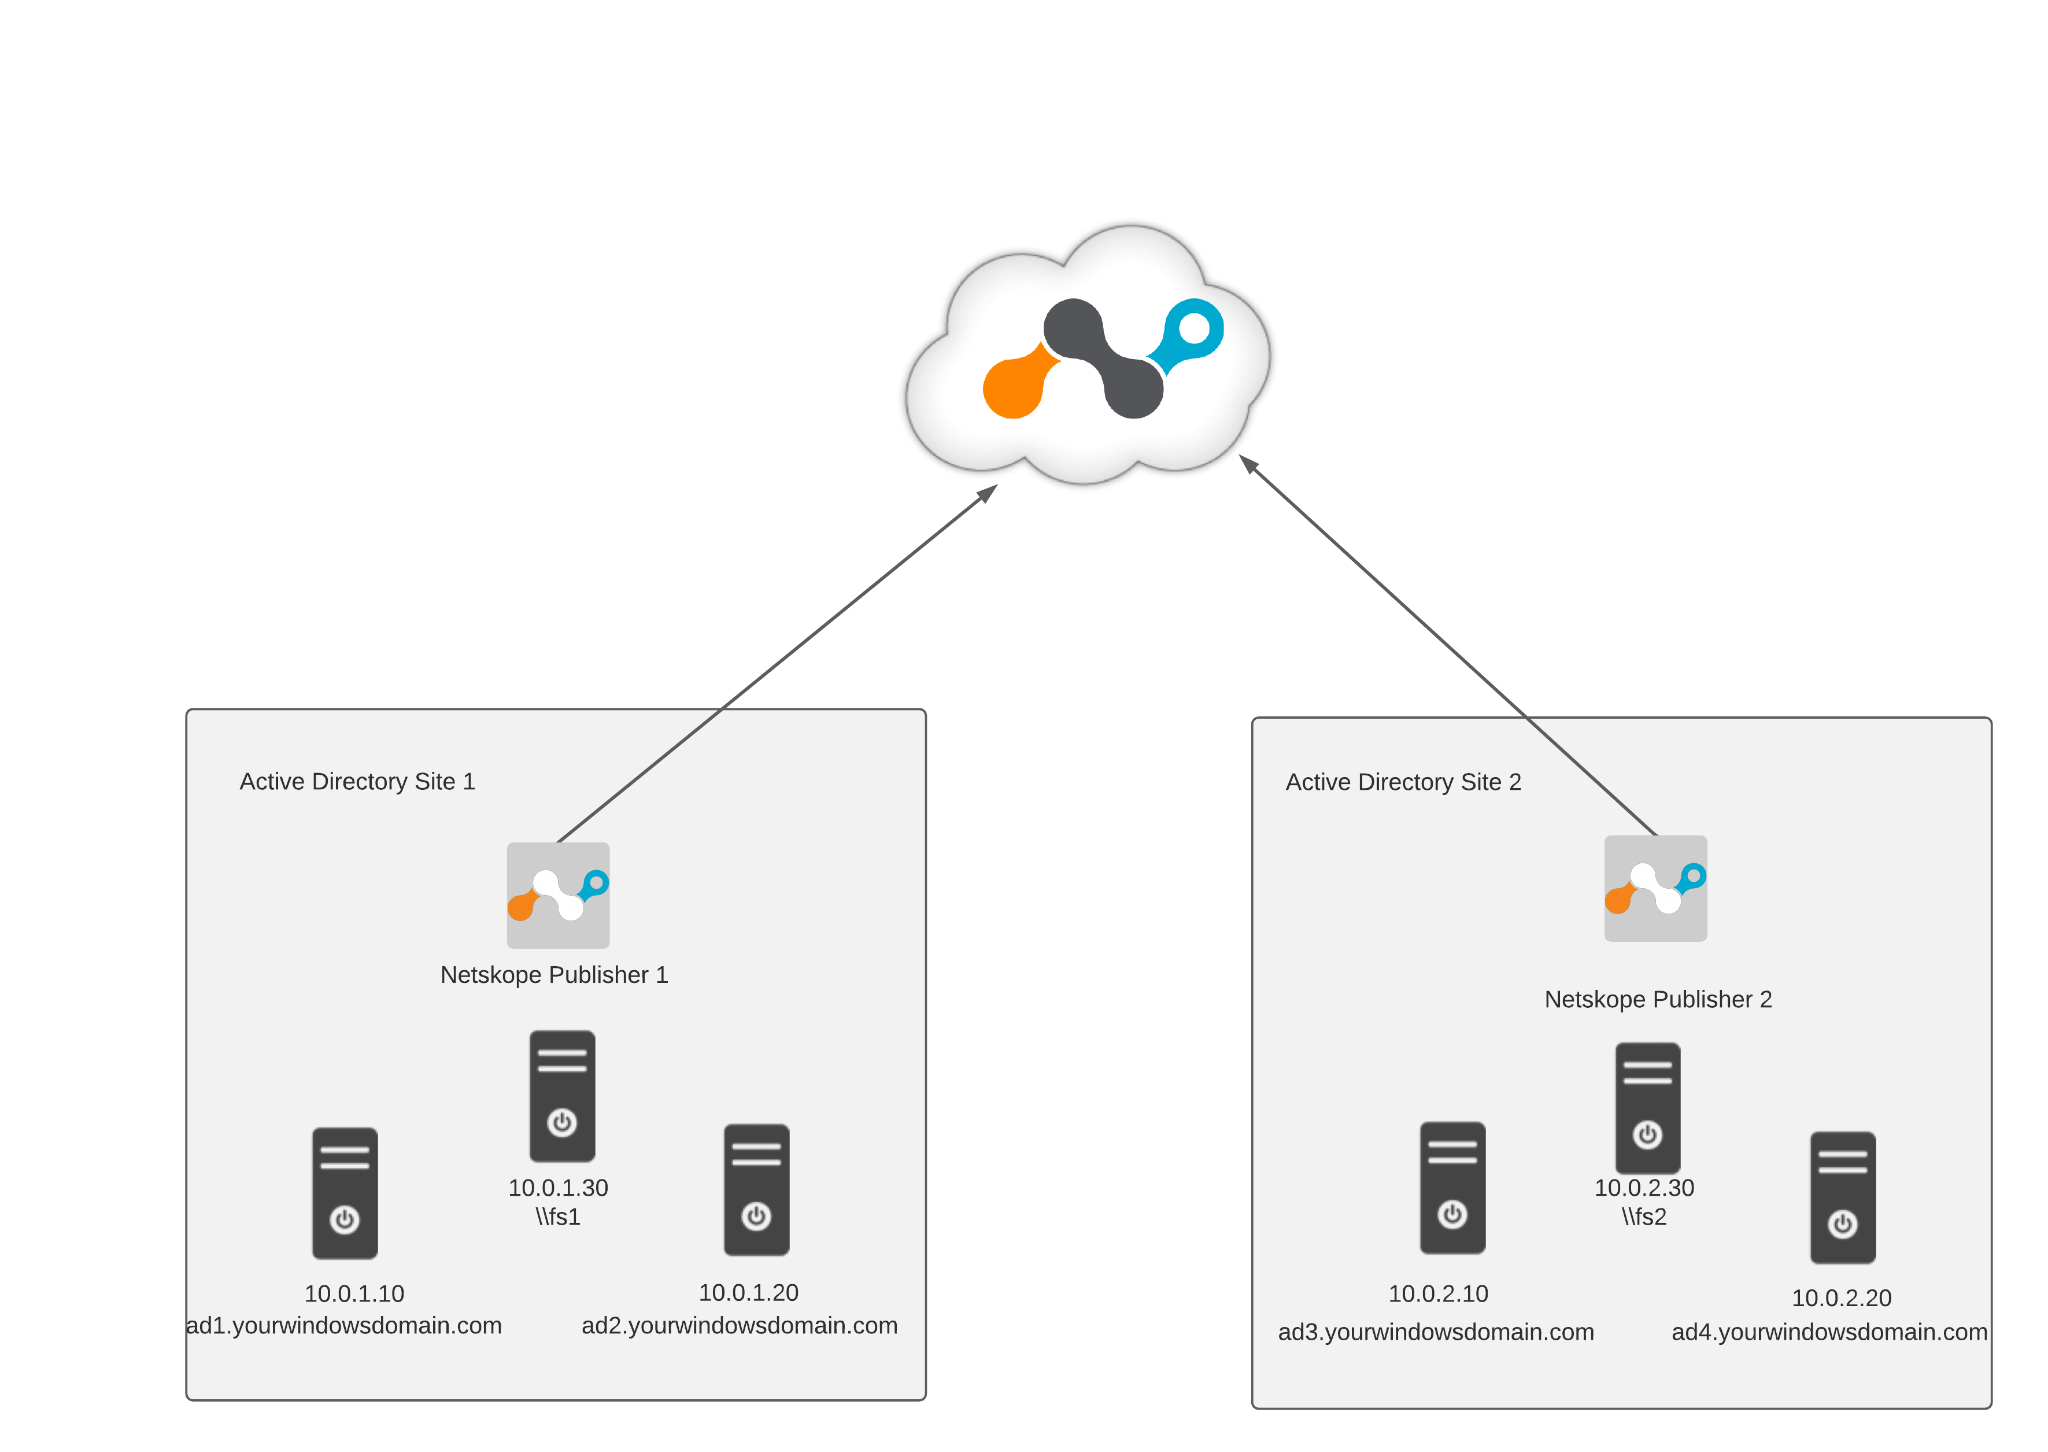 Active Directory Site 1
Netskope Publisher 1
10.0.1.30
\\fs1
10.0.1.10
ad1.yourwindowsdomain.com
10.0.1.20
ad2.yourwindowsdomain.com
Active Directory Site 2
Netskope Publisher 2
10.0.2.30
\\fs2
10.0.2.10
ad3.yourwindowsdomain.com
10.0.2.20
ad4.yourwindowsdomain.com